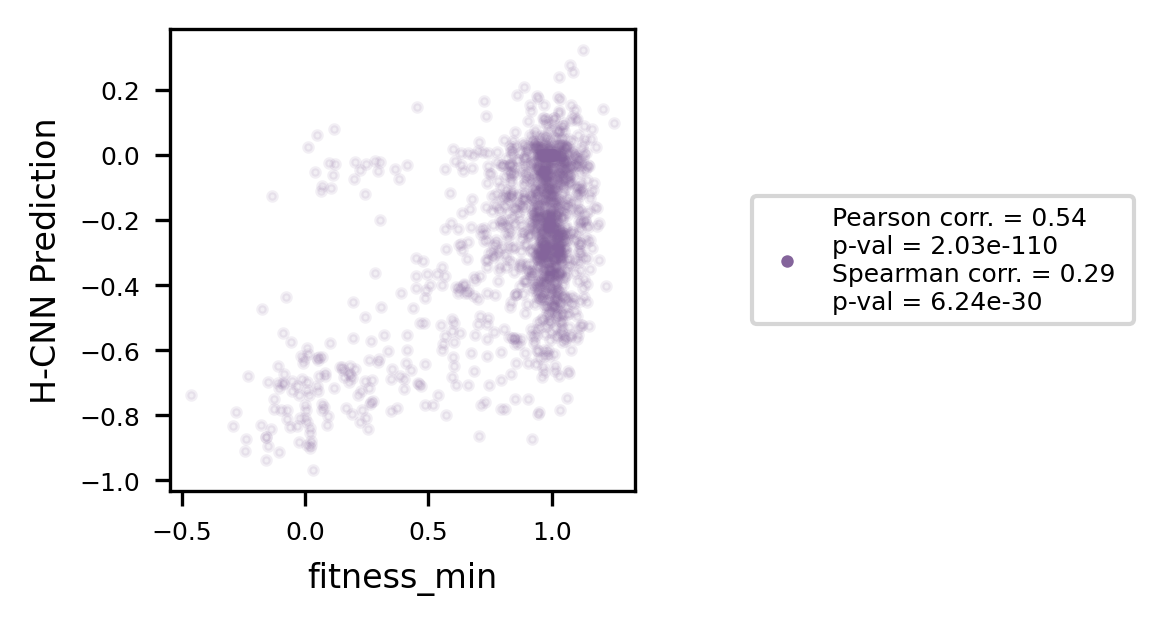 H-CNN Prediction
0.2
0.0
−0.2
−0.4
−0.6
−0.8
−1.0
−0.5
0.0
0.5
1.0
fitness_min
Pearson corr. = 0.54
p-val = 2.03e-110
Spearman corr. = 0.29
p-val = 6.24e-30